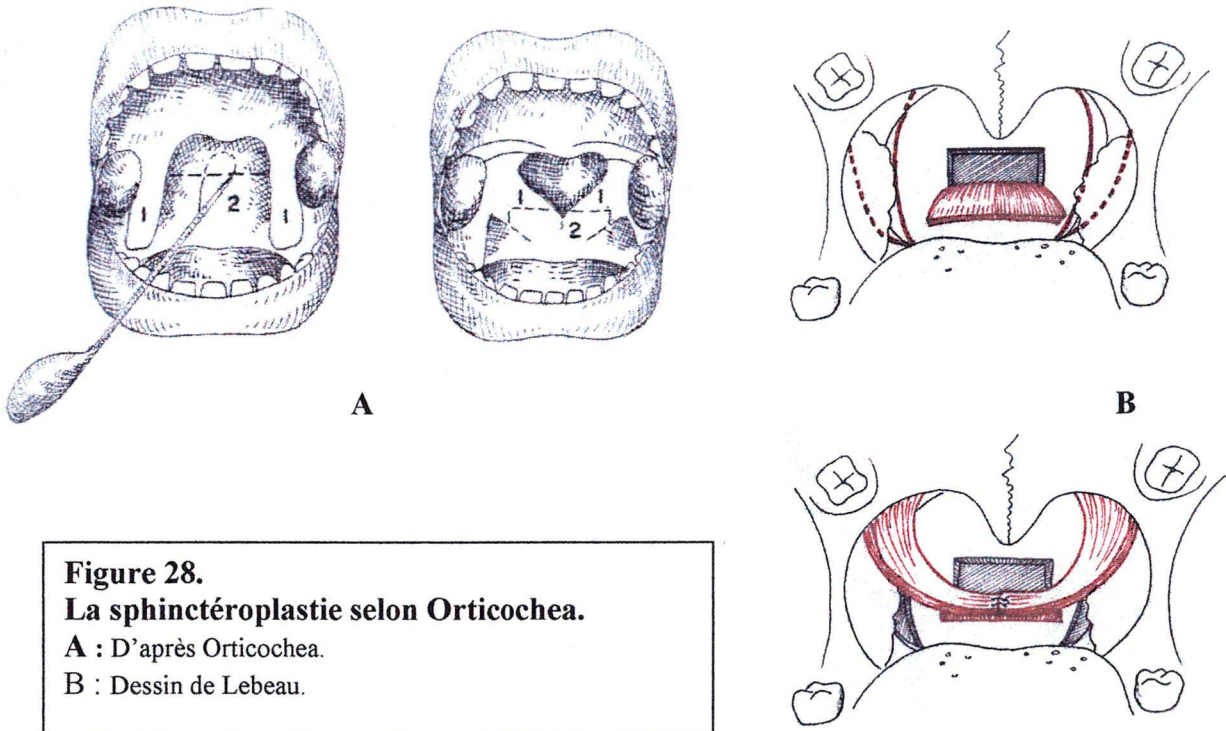 1
2
1
1
1
2
A
B
Figure 28.
La sphinctéroplastie selon Orticochea.
A : D'après Orticochea.
B : Dessin de Lebeau.